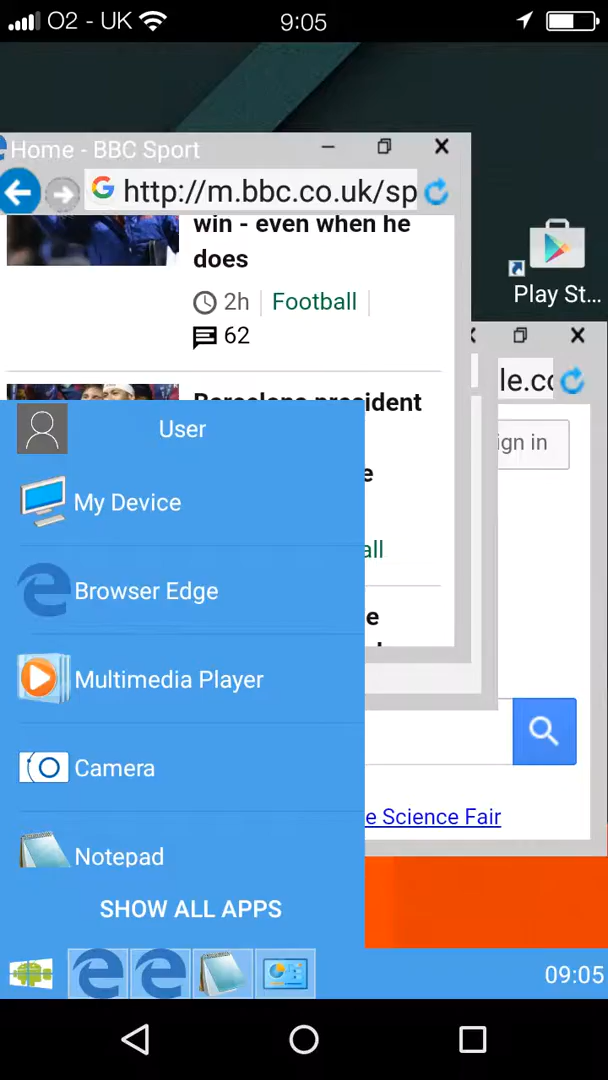 O2 - UK 9:05
Home - BBC Sport
http://m.bbc.co.uk/sp
win - even when he
does
2h Football
62
Play St...
Barcelona president
le.co
ign in
User
My Device
e
all
Browser Edge
e
Multimedia Player
Camera
e Science Fair
Notepad
SHOW ALL APPS
09:05